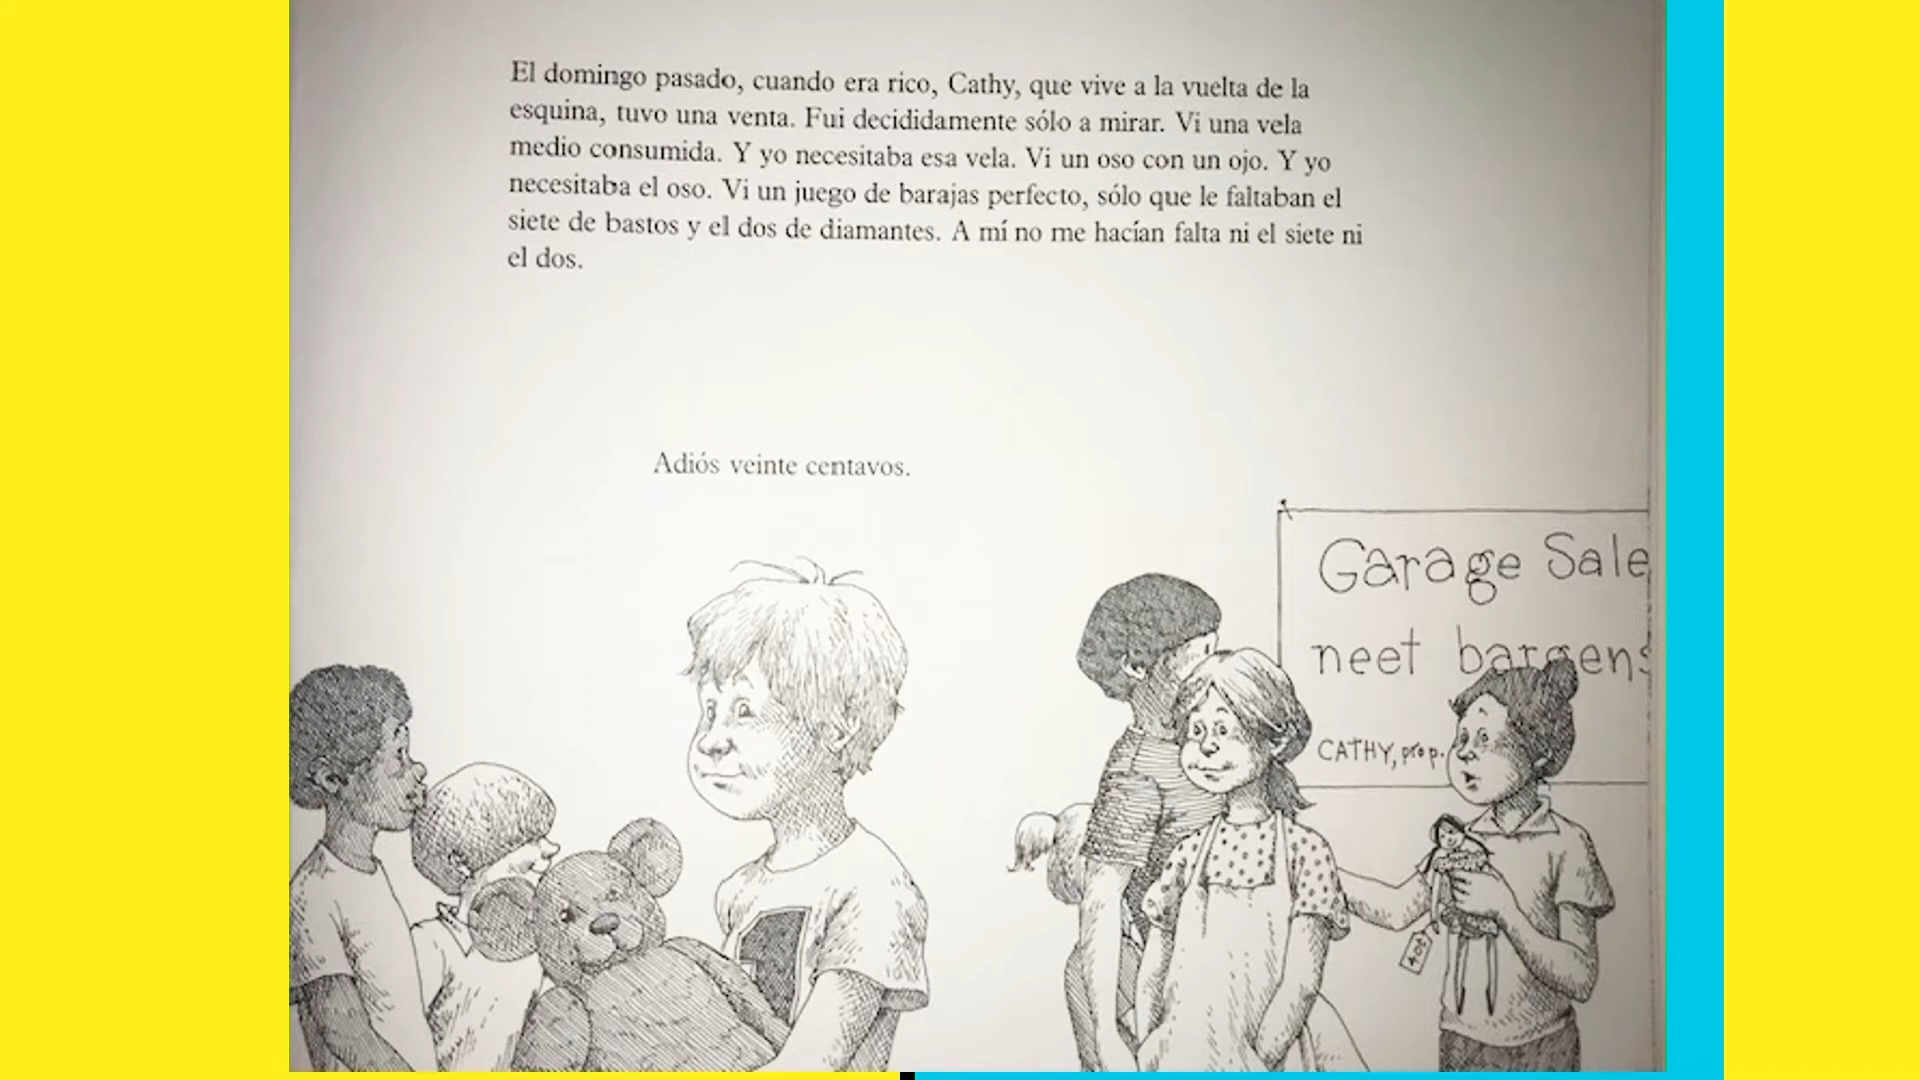 El domingo pasado, cuando era rico, Cathy, que vive a la vuelta de la
esquina, tuvo una venta. Fui decididamente sólo a mirar. Vi una vela
medio consumida. Y yo necesitaba esa vela. Vi un oso con un ojo. Y yo
necesitaba el oso. Vi un juego de barajas perfecto, sólo que le faltaban el
siete de bastos y el dos de diamantes. A mí no me hacían falta ni el siete ni
el dos.
Adiós veinte centavos.
Garage Sale
neet bargens
CATHY, prop.